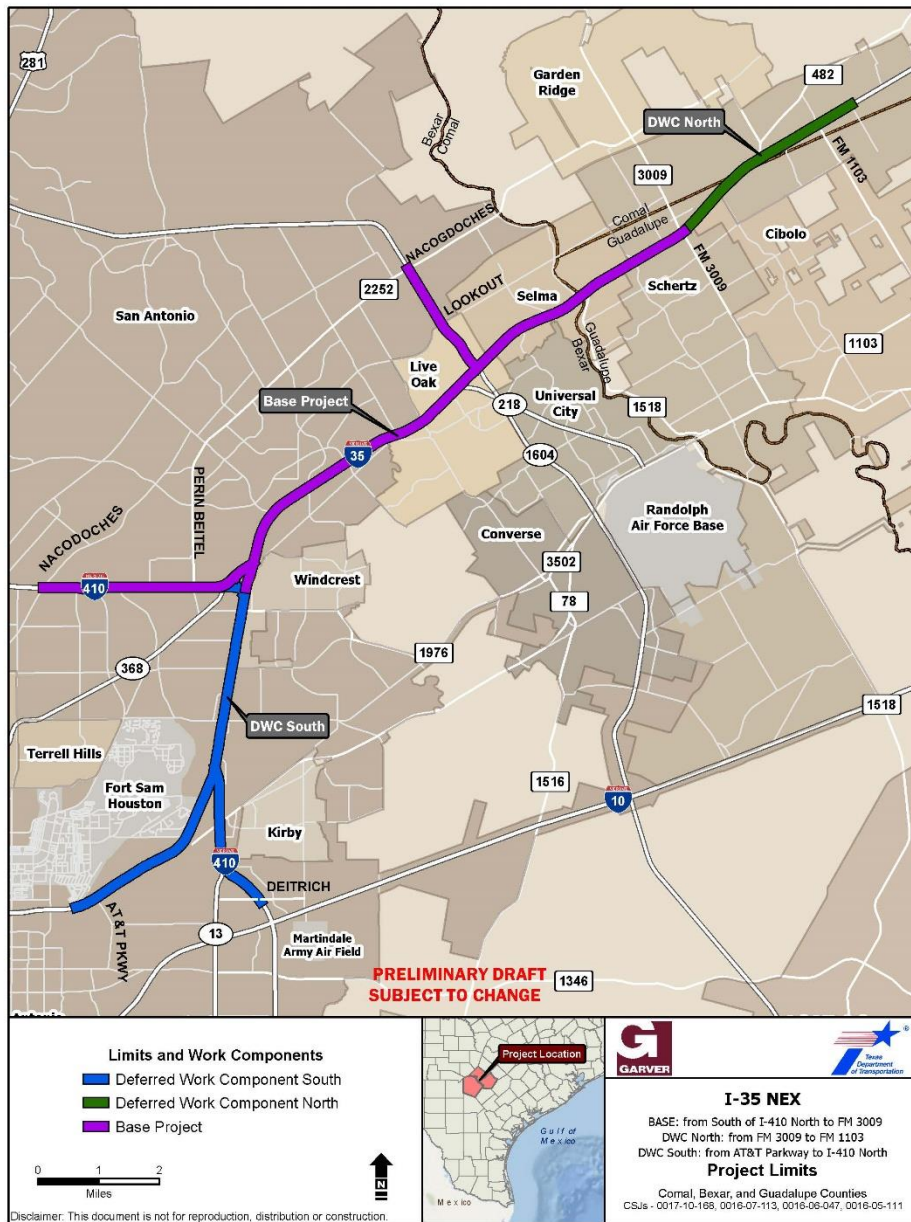 281
Garden
Ridge
482
DWC North
Bexar
Comal
3009
FM 1103
NACOGDOCHES
Comal
Guadalupe
Cibolo
2252
LOOKOUT
FM 3009
Selma
Schertz
San Antonio
Guadalupe
Bexar
1103
Live
Oak
Base Project
218
Universal
City
1518
35
1604
PERIN BEITEL
Randolph
Air Force Base
Converse
NACODOCHES
3502
Windcrest
410
78
368
1976
DWC South
1518
Terrell Hills
Fort Sam
Houston
1516
10
Kirby
410
DEITRICH
AT&T PKWY
13
Martindale
Army Air Field
PRELIMINARY DRAFT
SUBJECT TO CHANGE
1346
Limits and Work Components
Deferred Work Component South
Deferred Work Component North
Base Project
0 1 2
Miles
N
Disclaimer: This document is not for reproduction, distribution or construction.
Project Location
Gulf of
Mexico
Mexico
GARVER
Texas
Department
of Transportation
®
I-35 NEX
BASE: from South of I-410 North to FM 3009
DWC North: from FM 3009 to FM 1103
DWC South: from AT&T Parkway to I-410 North
Project Limits
Comal, Bexar, and Guadalupe Counties
CSJs - 0017-10-168, 0016-07-113, 0016-06-047, 0016-05-111